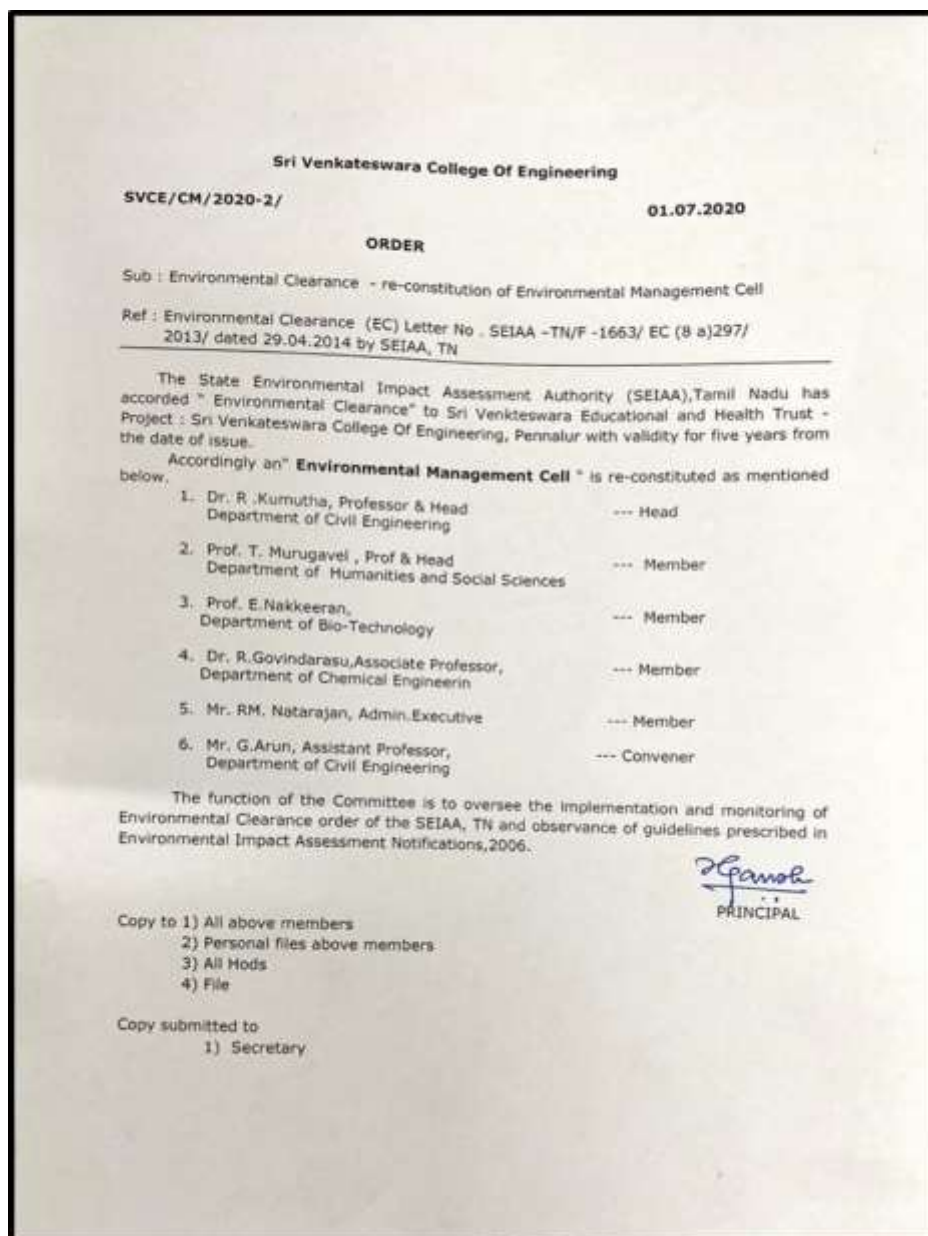 Sri Venkateswara College Of Engineering
SVCE/CM/2020-2/ 01.07.2020
ORDER
Sub : Environmental Clearance - re-constitution of Environmental Management Cell
Ref : Environmental Clearance (EC) Letter No . SEIAA –TN/F -1663/ EC (8 a)297/
2013/ dated 29.04.2014 by SEIAA, TN
The State Environmental Impact Assessment Authority (SEIAA),Tamil Nadu has
accorded " Environmental Clearance" to Sri Venkteswara Educational and Health Trust -
Project : Sri Venkateswara College Of Engineering, Pennalur with validity for five years from
the date of issue.
Accordingly an" Environmental Management Cell " is re-constituted as mentioned
below.
1. Dr. R .Kumutha, Professor & Head --- Head
Department of Civil Engineering
2. Prof. T. Murugavel , Prof & Head --- Member
Department of Humanities and Social Sciences
3. Prof. E.Nakkeeran, --- Member
Department of Bio-Technology
4. Dr. R.Govindarasu,Associate Professor, --- Member
Department of Chemical Engineerin
5. Mr. RM. Natarajan, Admin.Executive --- Member
6. Mr. G.Arun, Assistant Professor, --- Convener
Department of Civil Engineering
The function of the Committee is to oversee the implementation and monitoring of
Environmental Clearance order of the SEIAA, TN and observance of guidelines prescribed in
Environmental Impact Assessment Notifications,2006.
PRINCIPAL
Copy to 1) All above members
2) Personal files above members
3) All Hods
4) File
Copy submitted to
1) Secretary